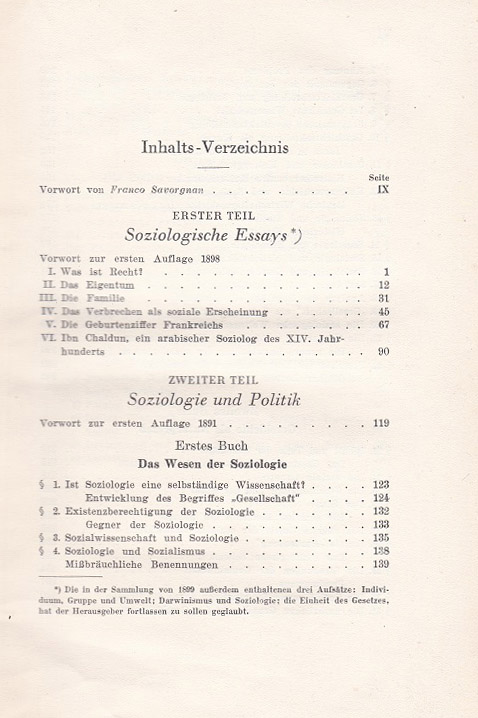 Inhalts-Verzeichnis
Seite
Vorwort von Franco Savorgnan . . . . . . . . . IX
ERSTER TEIL
Soziologische Essays*)
Vorwort zur ersten Auflage 1898
I. Was ist Recht? . . . . . . . . . . . . . 1
II. Das Eigentum . . . . . . . . . . . . . 12
III. Die Familie . . . . . . . . . . . . . 31
IV. Das Verbrechen als soziale Erscheinung . . . . . 45
V. Die Geburtenziffer Frankreichs . . . . . . . 67
VI. Ibn Chaldun, ein arabischer Soziolog des XIV. Jahr-
hunderts . . . . . . . . . . . . . . 90
ZWEITER TEIL
Soziologie und Politik
Vorwort zur ersten Auflage 1891 . . . . . . . . 119
Erstes Buch
Das Wesen der Soziologie
§ 1. Ist Soziologie eine selbständige Wissenschaft? . . . . 123
Entwicklung des Begriffes „Gesellschaft“ . . . . 124
§ 2. Existenzberechtigung der Soziologie . . . . . . 132
Gegner der Soziologie . . . . . . . . . 133
§ 3. Sozialwissenschaft und Soziologie . . . . . . . 135
§ 4. Soziologie und Sozialismus . . . . . . . . 138
Mißbräuchliche Benennungen . . . . . . . . 139
*) Die in der Sammlung von 1899 außerdem enthaltenen drei Aufsätze: Indivi-
duum, Gruppe und Umwelt; Darwinismus und Soziologie; die Einheit des Gesetzes,
hat der Herausgeber fortlassen zu sollen geglaubt.